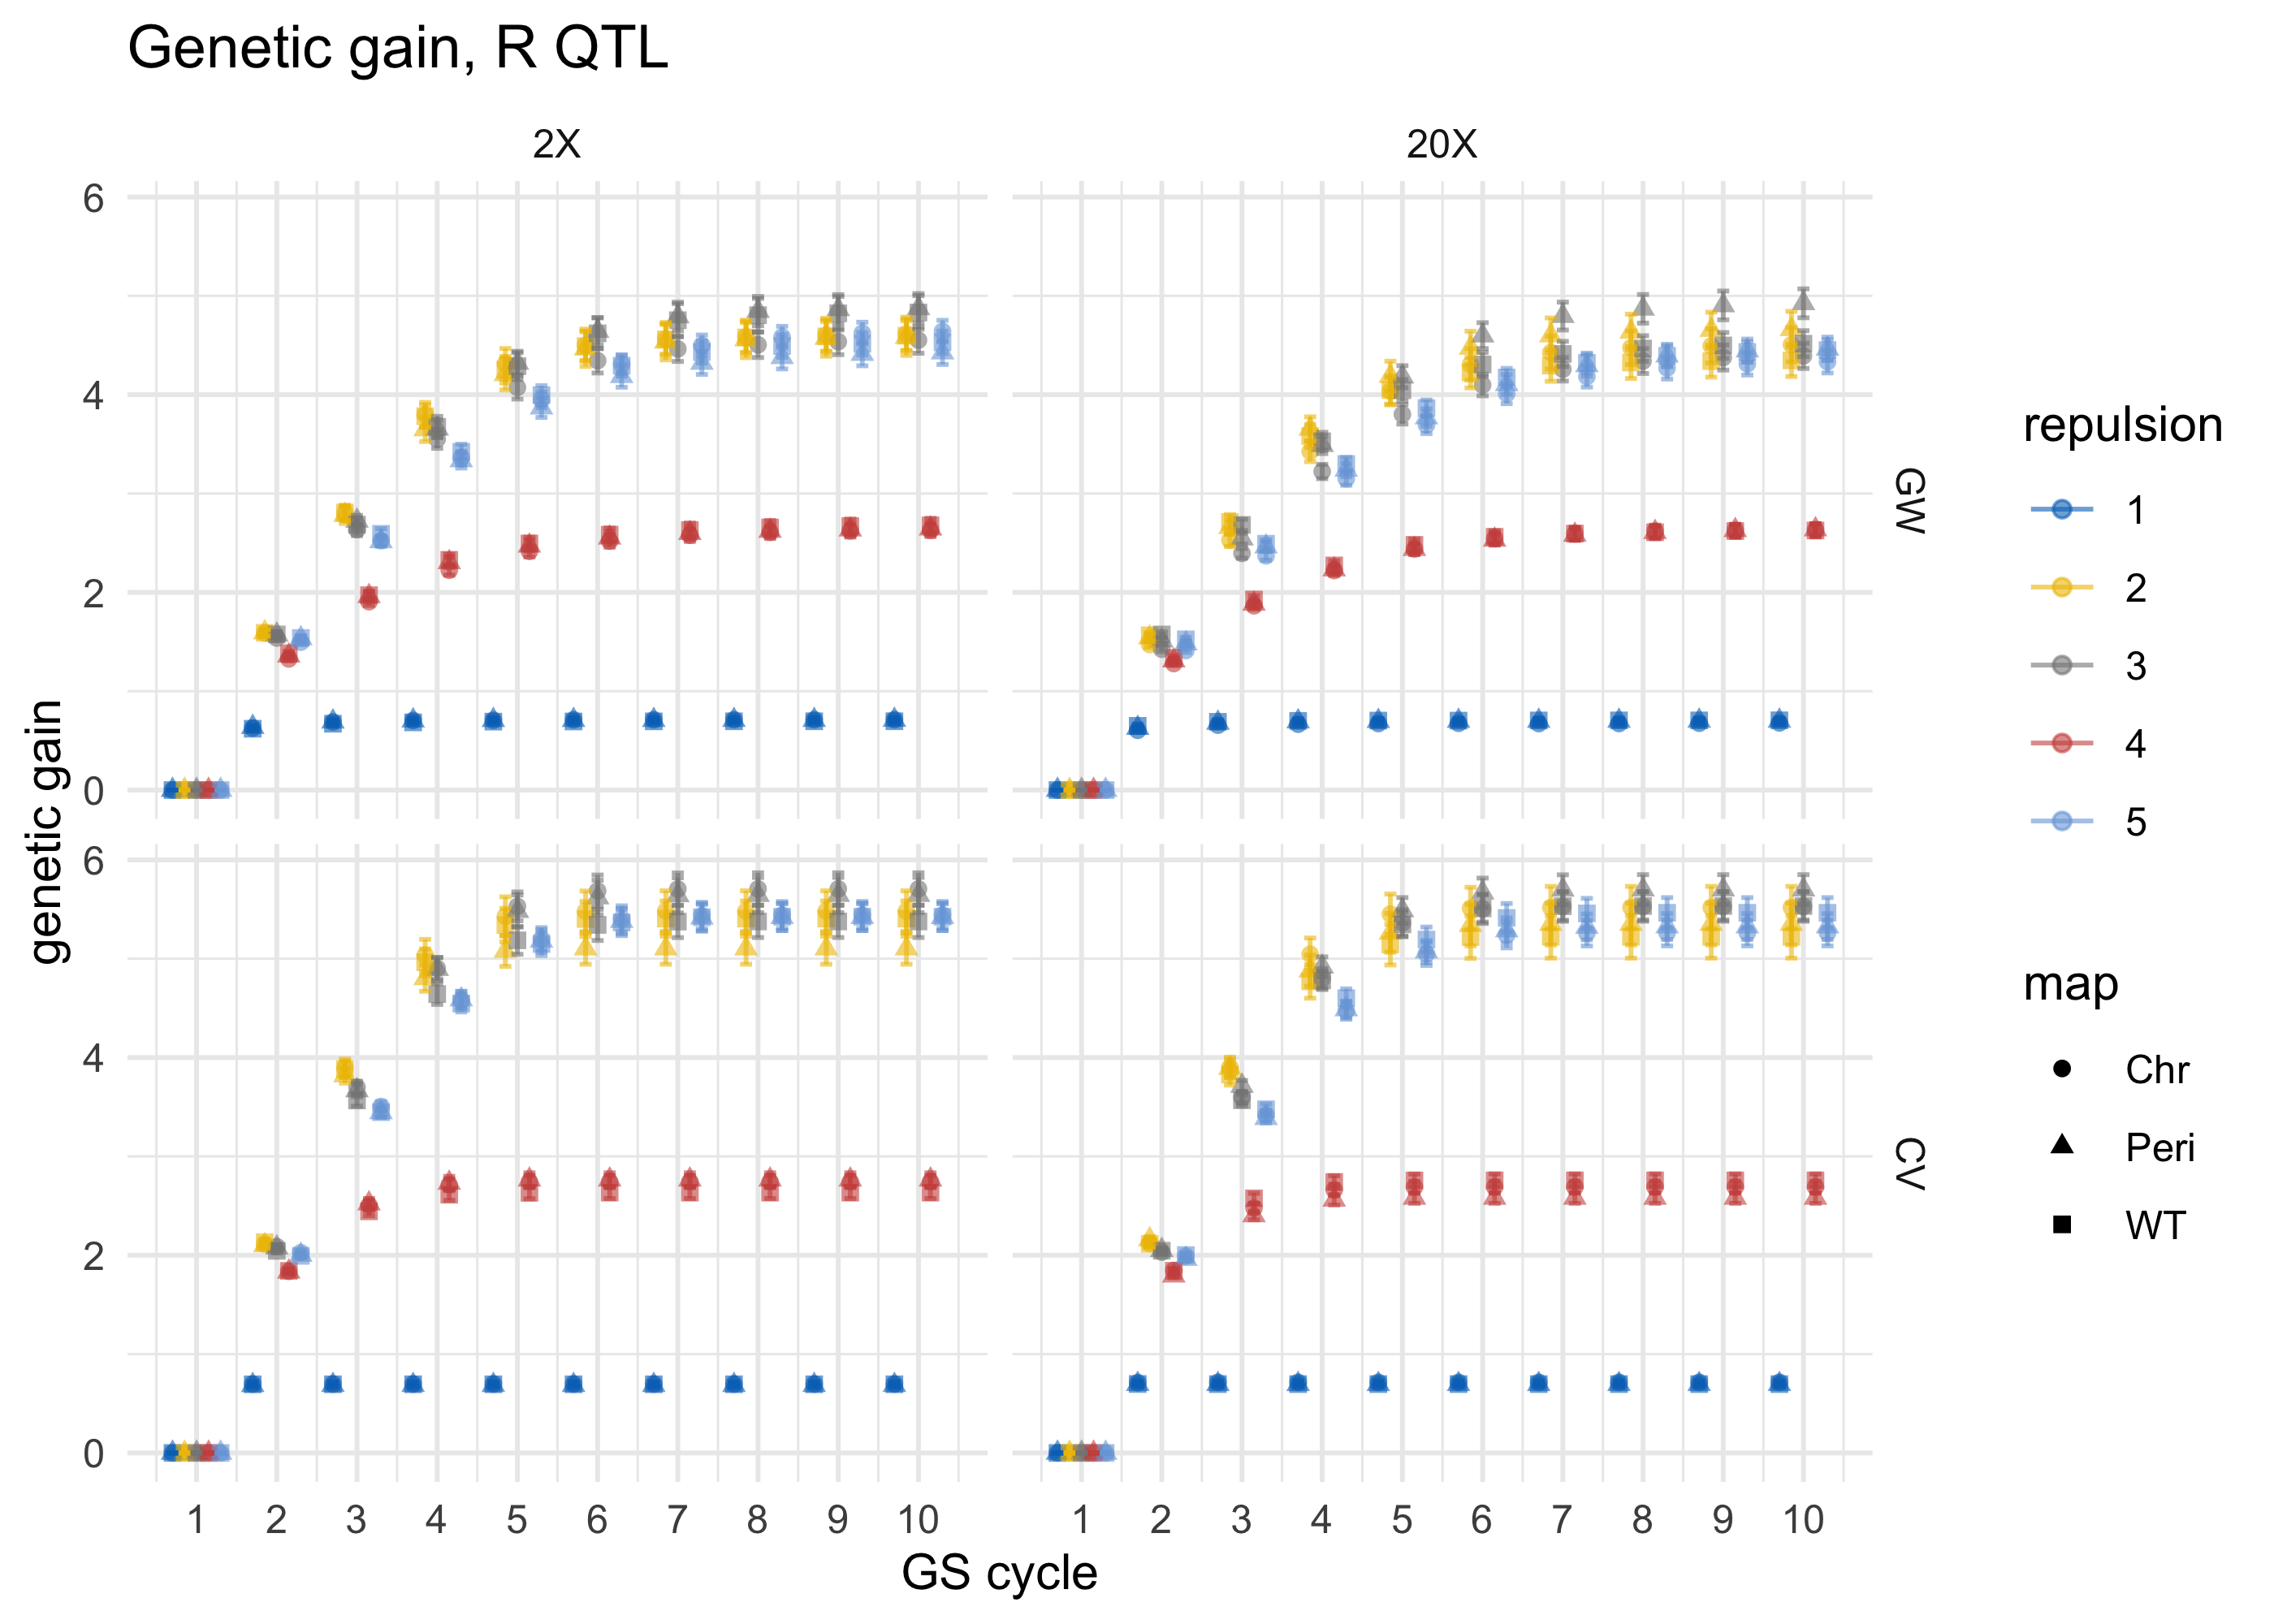 Genetic gain, R QTL
2X
20X
6
4
2
0
GW
6
4
2
0
CV
genetic gain
1 2 3 4 5 6 7 8 9 10
1 2 3 4 5 6 7 8 9 10
GS cycle
repulsion
1
2
3
4
5
map
Chr
Peri
WT